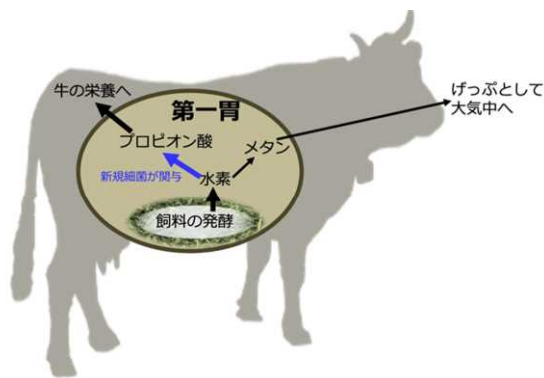 牛の栄養へ
第一胃
げっぷとして
大気中へ
プロピオン酸
メタン
新規細菌が関与
水素
飼料の発酵